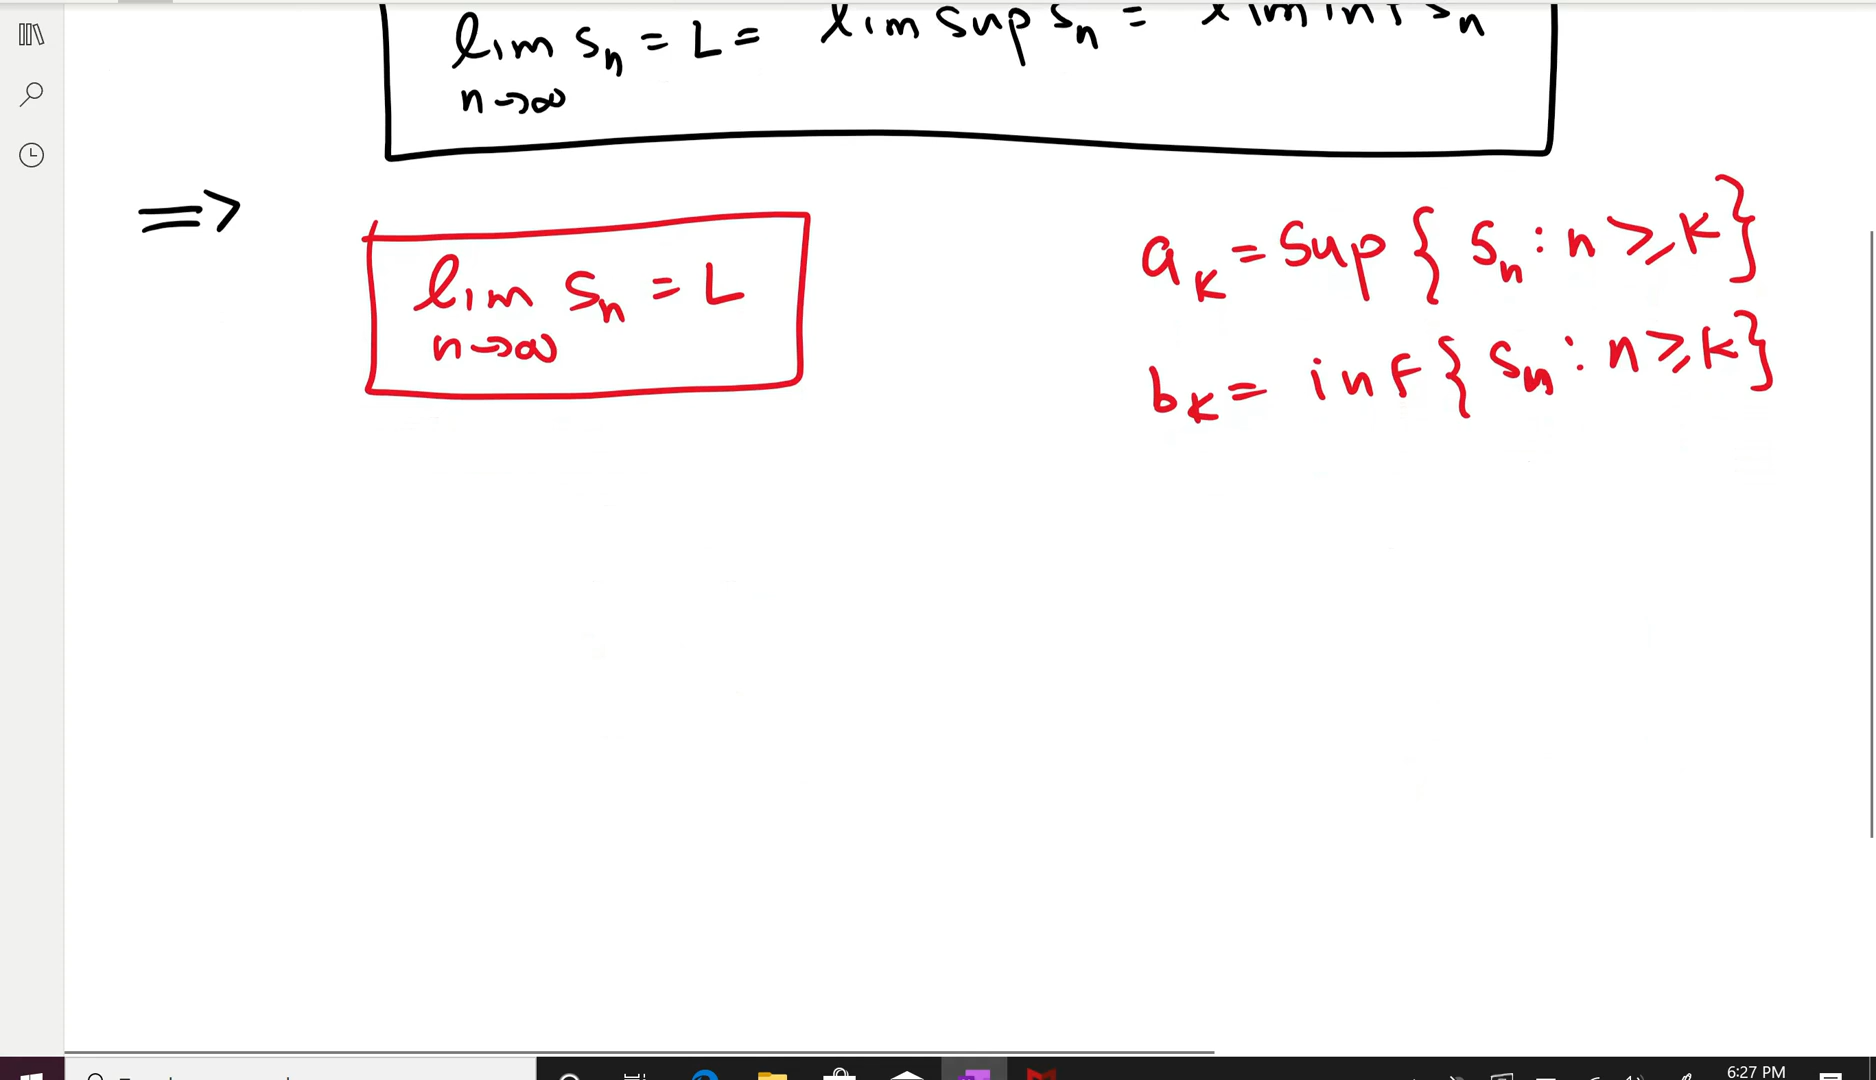 lim sₙ = L = lim sup sₙ = lim inf sₙ
n→∞
⟹
lim sₙ = L
n→∞
aₖ = sup { sₙ : n ≥ k }
bₖ = inf { sₙ : n ≥ k }
6:27 PM